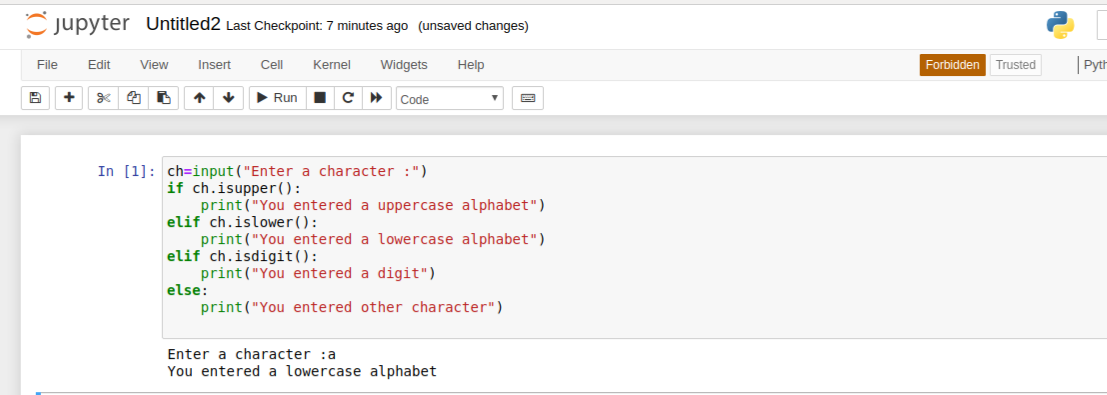 jupyter Untitled2 Last Checkpoint: 7 minutes ago (unsaved changes)
File Edit View Insert Cell Kernel Widgets Help Forbidden Trusted
Run Code
In [1]: ch=input("Enter a character :")
if ch.isupper():
    print("You entered a uppercase alphabet")
elif ch.islower():
    print("You entered a lowercase alphabet")
elif ch.isdigit():
    print("You entered a digit")
else:
    print("You entered other character")
Enter a character :a
You entered a lowercase alphabet